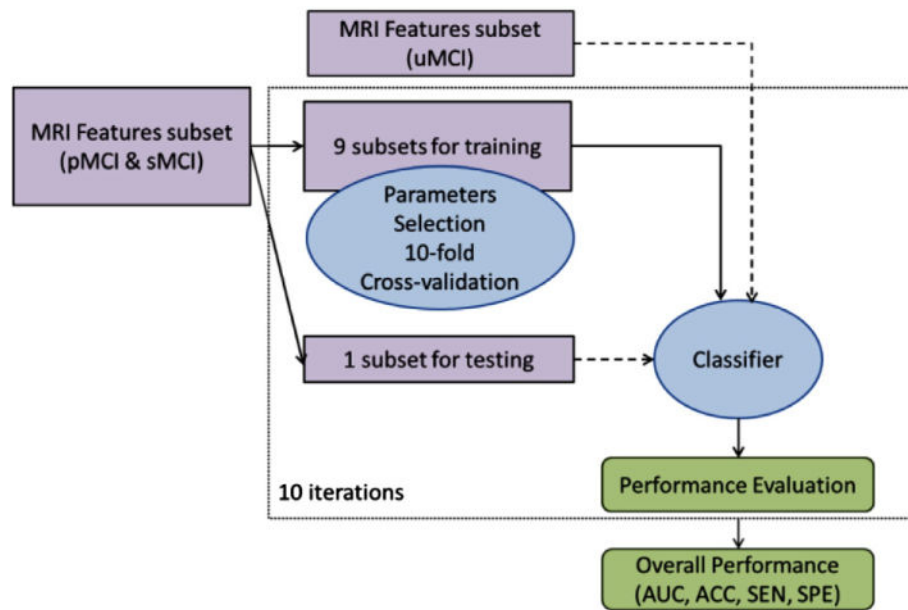 MRI Features subset
(uMCI)
MRI Features subset
(pMCI & sMCI)
9 subsets for training
Parameters
Selection
10-fold
Cross-validation
1 subset for testing
Classifier
Performance Evaluation
10 iterations
Overall Performance
(AUC, ACC, SEN, SPE)